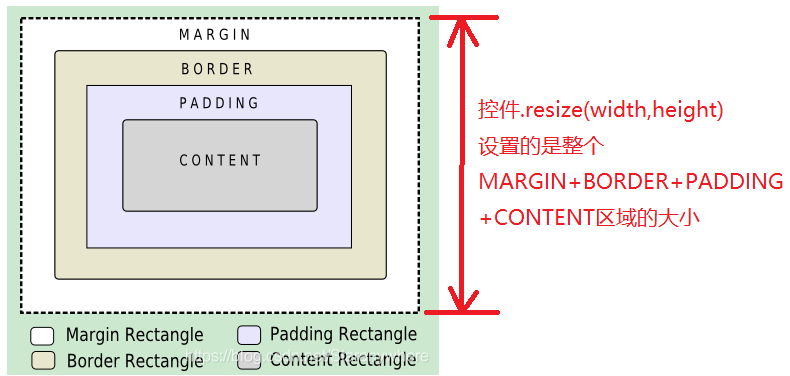 MARGIN
BORDER
PADDING
CONTENT
控件.resize(width,height)
设置的是整个
MARGIN+BORDER+PADDING
+CONTENT区域的大小
Margin Rectangle
Padding Rectangle
Border Rectangle
Content Rectangle